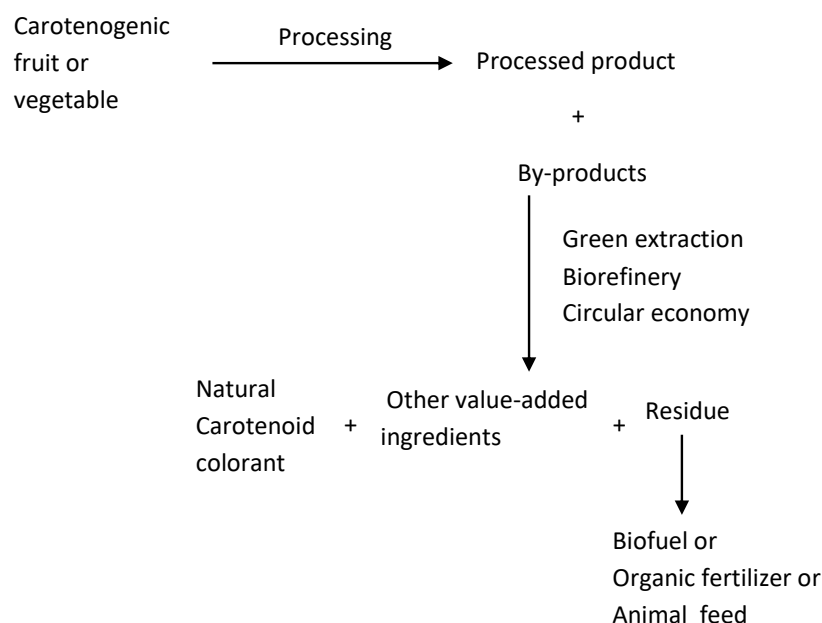 Carotenogenic
fruit or
vegetable
Processing
Processed product
+
By-products
Green extraction
Biorefinery
Circular economy
Natural
Carotenoid
colorant
+
Other value-added
ingredients
+
Residue
Biofuel or
Organic fertilizer or
Animal feed